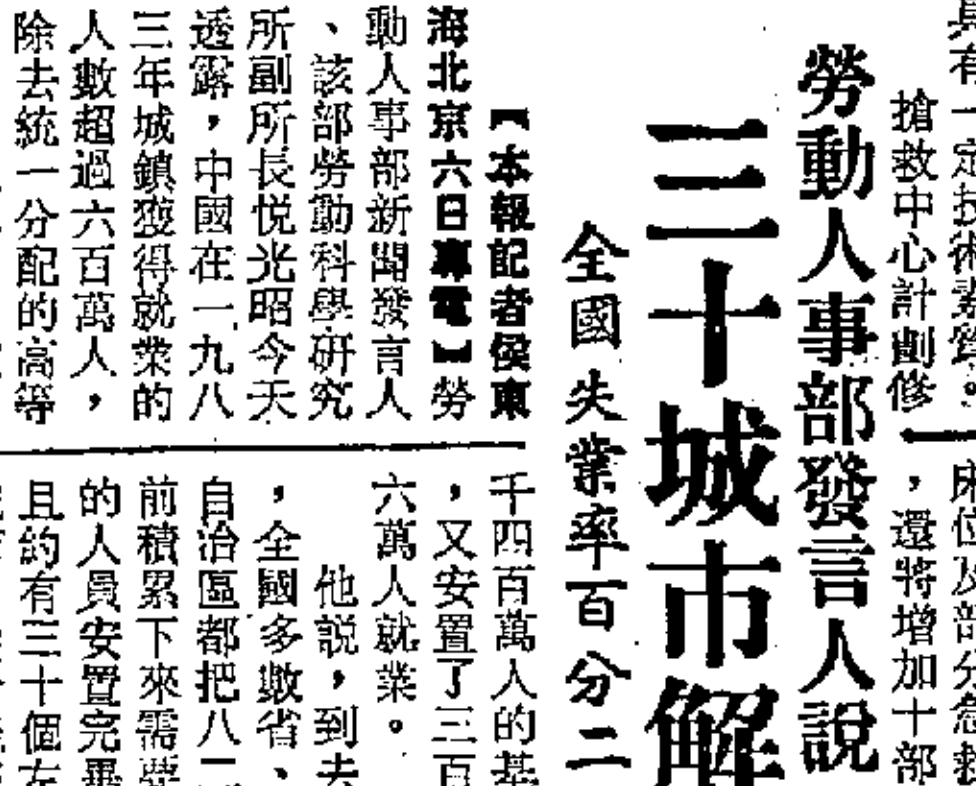 具有一定技術素質。
搶救中心計劃修
床位及部分急救
，還將增加十部
勞動人事部發言人說
三十城市解
全國失業率百分二
【本報記者侯東
海北京六日專電】勞
動人事部新聞發言人
、該部勞動科學研究
所副所長悅光昭今天
透露，中國在一九八
三年城鎮獲得就業的
人數超過六百萬人，
除去統一分配的高等
千四百萬人的基
，又安置了三百
六萬人就業。
他說，到去
，全國多數省、
自治區都把八二
前積累下來需
的人員安置完畢
且約有三十個左